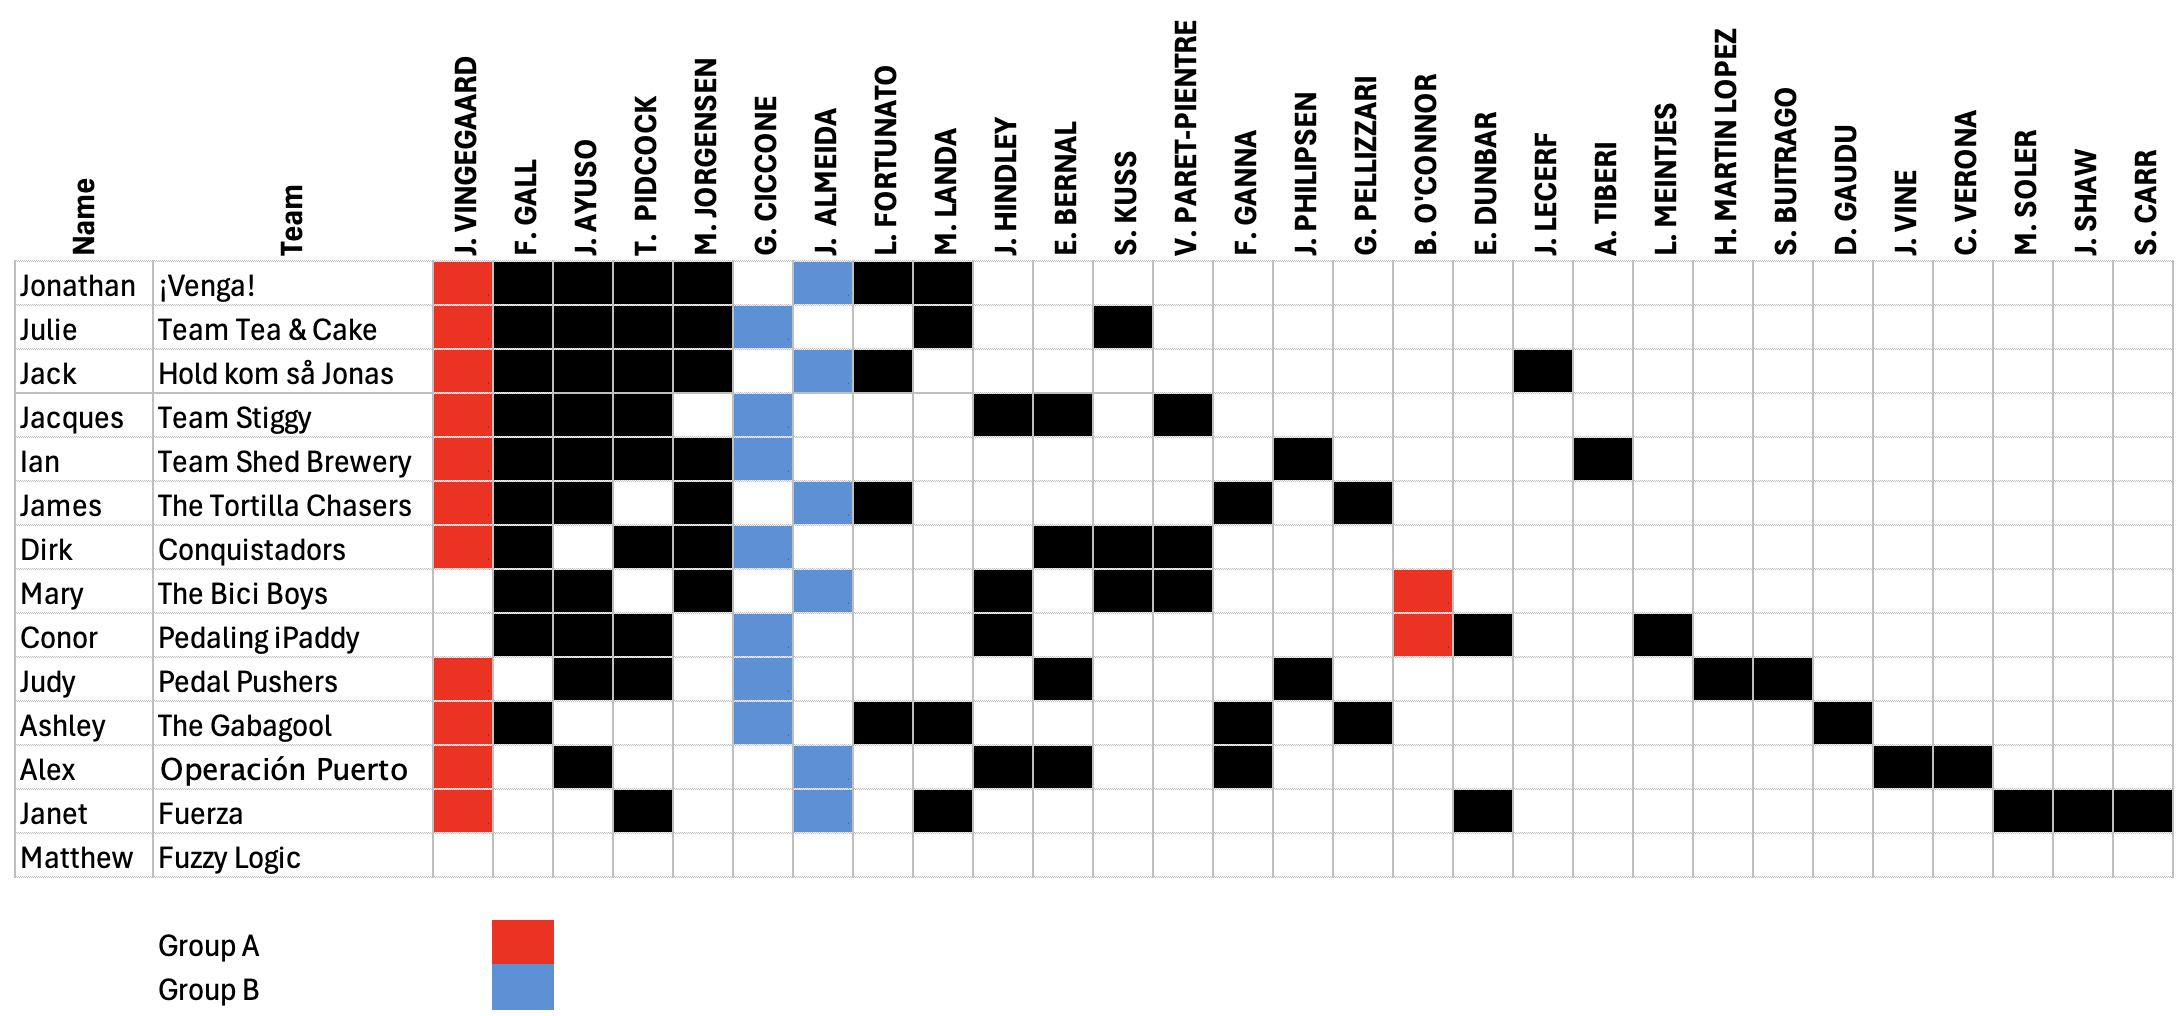 Name
Team
J. VINGEGAARD
F. GALL
J. AYUSO
T. PIDCOCK
M. JORGENSEN
G. CICCONE
J. ALMEIDA
L. FORTUNATO
M. LANDA
J. HINDLEY
E. BERNAL
S. KUSS
V. PARET-PIENTRE
F. GANNA
J. PHILIPSEN
G. PELLIZZARI
B. O'CONNOR
E. DUNBAR
J. LECERF
A. TIBERI
L. MEINTJES
H. MARTIN LOPEZ
S. BUITRAGO
D. GAUDU
J. VINE
C. VERONA
M. SOLER
J. SHAW
S. CARR
Jonathan ¡Venga!
Julie Team Tea & Cake
Jack Hold kom så Jonas
Jacques Team Stiggy
Ian Team Shed Brewery
James The Tortilla Chasers
Dirk Conquistadors
Mary The Bici Boys
Conor Pedaling iPaddy
Judy Pedal Pushers
Ashley The Gabagool
Alex Operación Puerto
Janet Fuerza
Matthew Fuzzy Logic
Group A
Group B